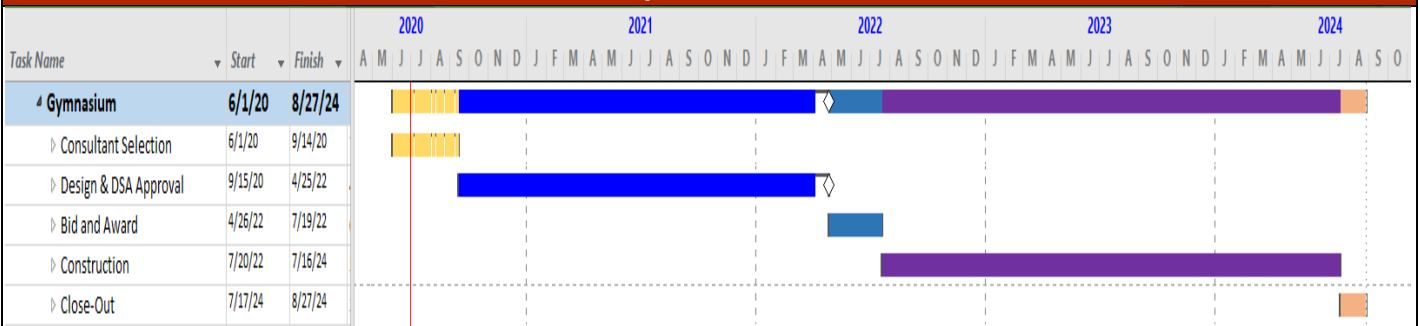 2020 2021 2022 2023 2024
Task Name Start Finish A M J J A S O N D J F M A M J J A S O N D J F M A M J J A S O N D J F M A M J J A S O N D J F M A M J J A S O
Gymnasium 6/1/20 8/27/24
Consultant Selection 6/1/20 9/14/20
Design & DSA Approval 9/15/20 4/25/22
Bid and Award 4/26/22 7/19/22
Construction 7/20/22 7/16/24
Close-Out 7/17/24 8/27/24